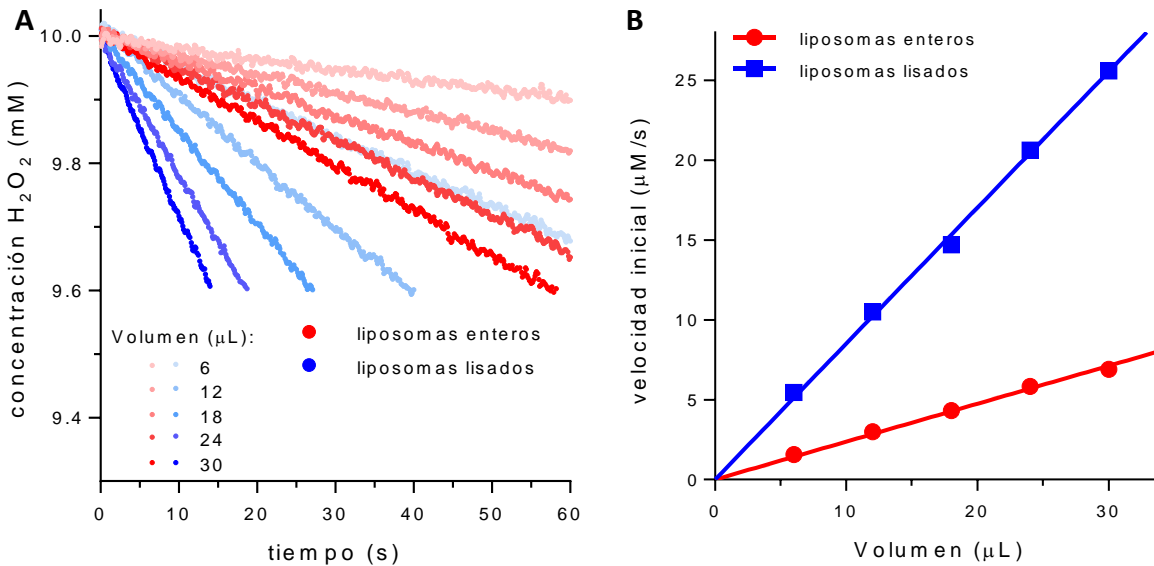 A
concentración H2O2 (mM)
10.0
9.8
9.6
9.4
Volumen (μL):
6
12
18
24
30
liposomas enteros
liposomas lisados
0 10 20 30 40 50 60
tiempo (s)
B
liposomas enteros
liposomas lisados
velocidad inicial (μM/s)
25
20
15
10
5
0
0 10 20 30
Volumen (μL)